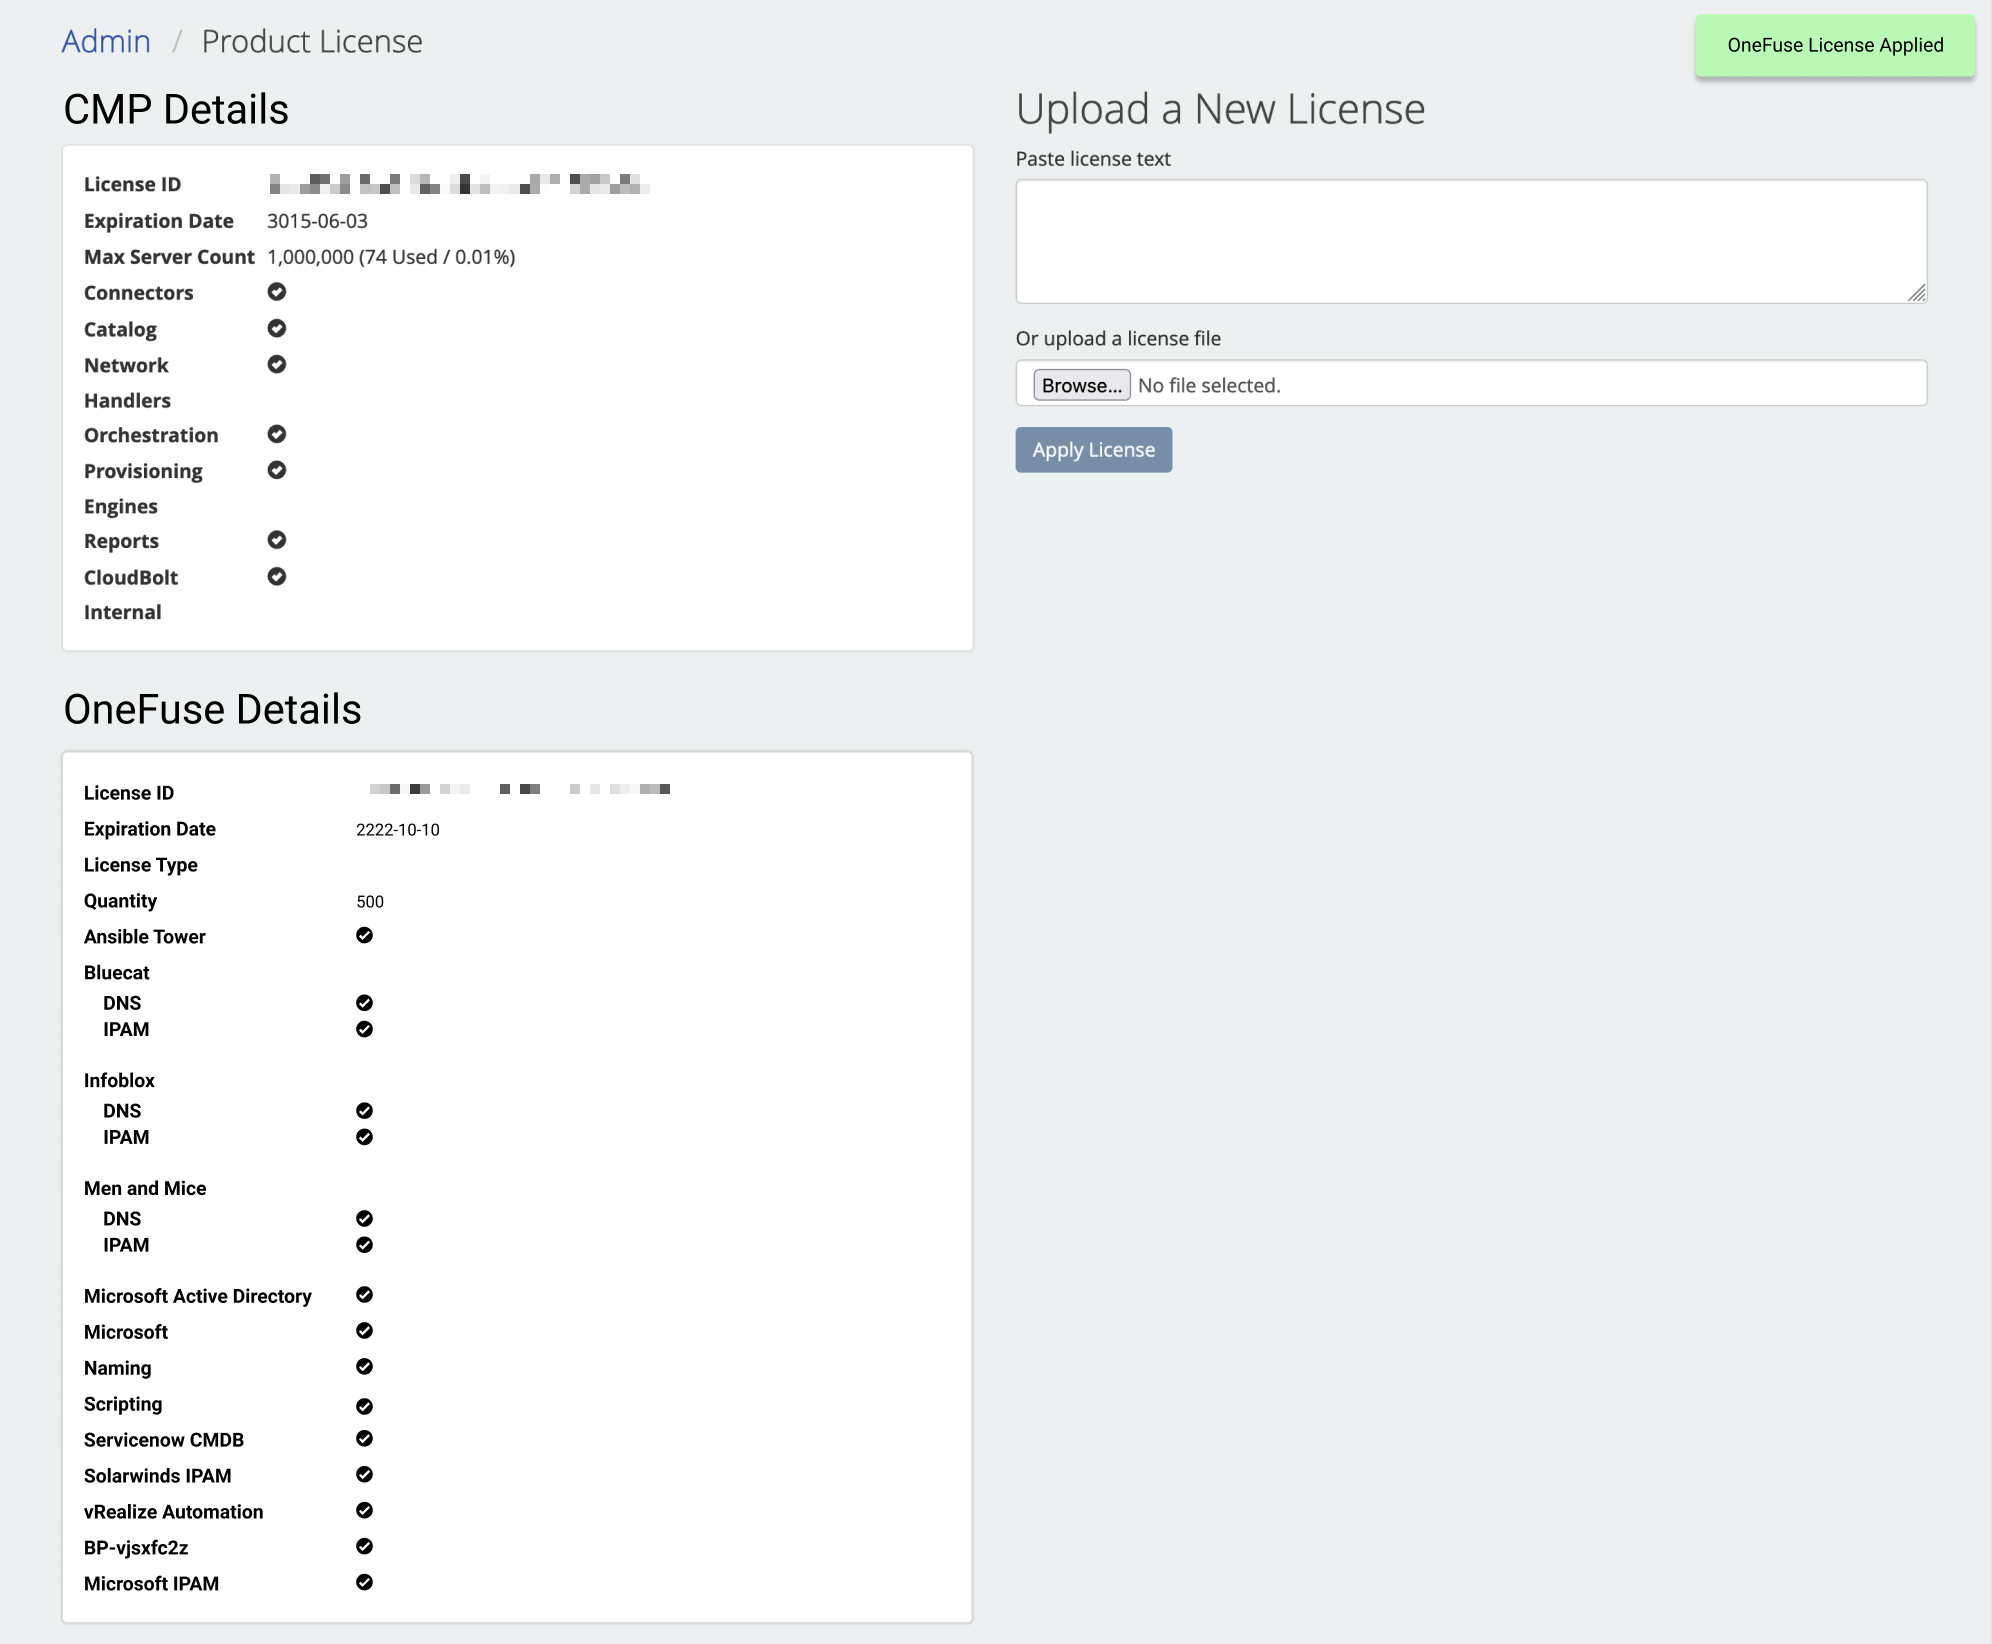 Admin / Product License
OneFuse License Applied
CMP Details
License ID
Expiration Date 3015-06-03
Max Server Count 1,000,000 (74 Used / 0.01%)
Connectors
Catalog
Network
Handlers
Orchestration
Provisioning
Engines
Reports
CloudBolt
Internal
Upload a New License
Paste license text
Or upload a license file
Browse... No file selected.
Apply License
OneFuse Details
License ID
Expiration Date 2222-10-10
License Type
Quantity 500
Ansible Tower
Bluecat
DNS
IPAM
Infoblox
DNS
IPAM
Men and Mice
DNS
IPAM
Microsoft Active Directory
Microsoft
Naming
Scripting
Servicenow CMDB
Solarwinds IPAM
vRealize Automation
BP-vjsxfc2z
Microsoft IPAM